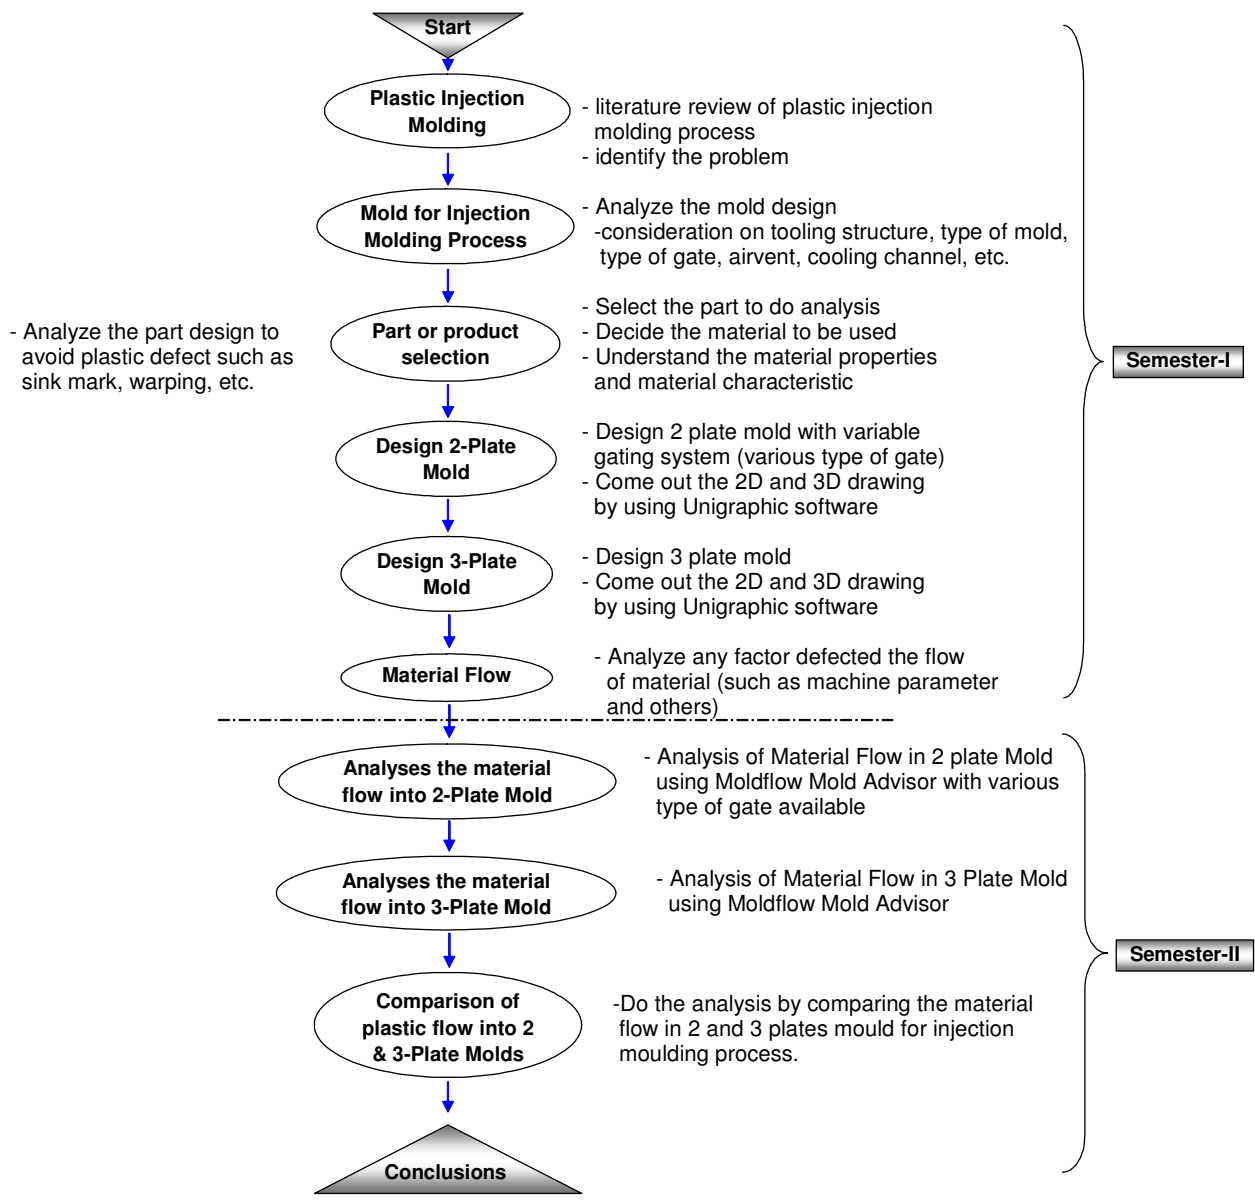 Start
Plastic Injection
Molding
- literature review of plastic injection
molding process
- identify the problem
Mold for Injection
Molding Process
- Analyze the mold design
-consideration on tooling structure, type of mold,
type of gate, airvent, cooling channel, etc.
- Analyze the part design to
avoid plastic defect such as
sink mark, warping, etc.
Part or product
selection
- Select the part to do analysis
- Decide the material to be used
- Understand the material properties
and material characteristic
Semester-I
Design 2-Plate
Mold
- Design 2 plate mold with variable
gating system (various type of gate)
- Come out the 2D and 3D drawing
by using Unigraphic software
Design 3-Plate
Mold
- Design 3 plate mold
- Come out the 2D and 3D drawing
by using Unigraphic software
Material Flow
- Analyze any factor defected the flow
of material (such as machine parameter
and others)
Analyses the material
flow into 2-Plate Mold
- Analysis of Material Flow in 2 plate Mold
using Moldflow Mold Advisor with various
type of gate available
Analyses the material
flow into 3-Plate Mold
- Analysis of Material Flow in 3 Plate Mold
using Moldflow Mold Advisor
Semester-II
Comparison of
plastic flow into 2
& 3-Plate Molds
-Do the analysis by comparing the material
flow in 2 and 3 plates mould for injection
moulding process.
Conclusions